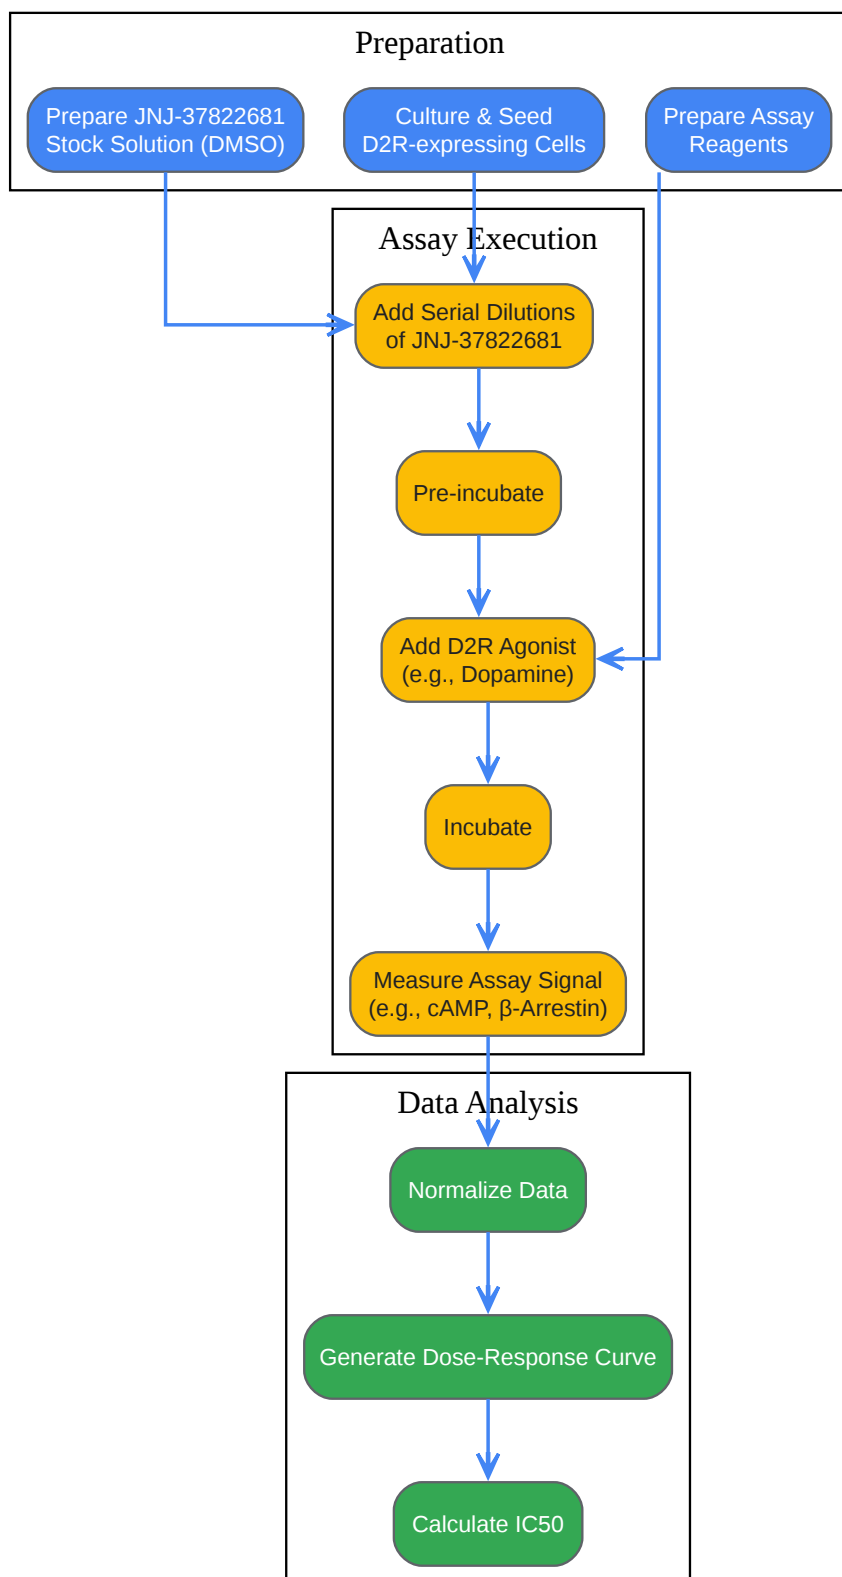 Preparation
Prepare JNJ-37822681
Stock Solution (DMSO)
Culture & Seed
D2R-expressing Cells
Prepare Assay
Reagents
Assay Execution
Add Serial Dilutions
of JNJ-37822681
Pre-incubate
Add D2R Agonist
(e.g., Dopamine)
Incubate
Measure Assay Signal
(e.g., cAMP, β-Arrestin)
Data Analysis
Normalize Data
Generate Dose-Response Curve
Calculate IC50